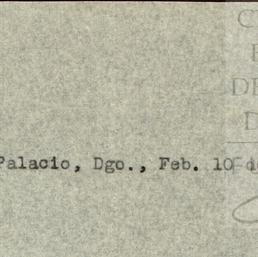 Palacio, Dgo., Feb. 10 d